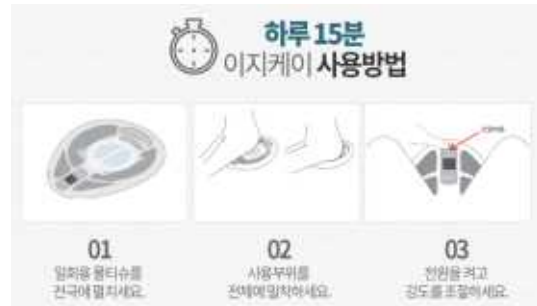 하루 15분
이지케이 사용방법
01
일회용 물티슈를
전극에 펼치세요.
02
사용부위를
전체에 밀착하세요.
03
전원을 켜고
강도를 조절하세요.